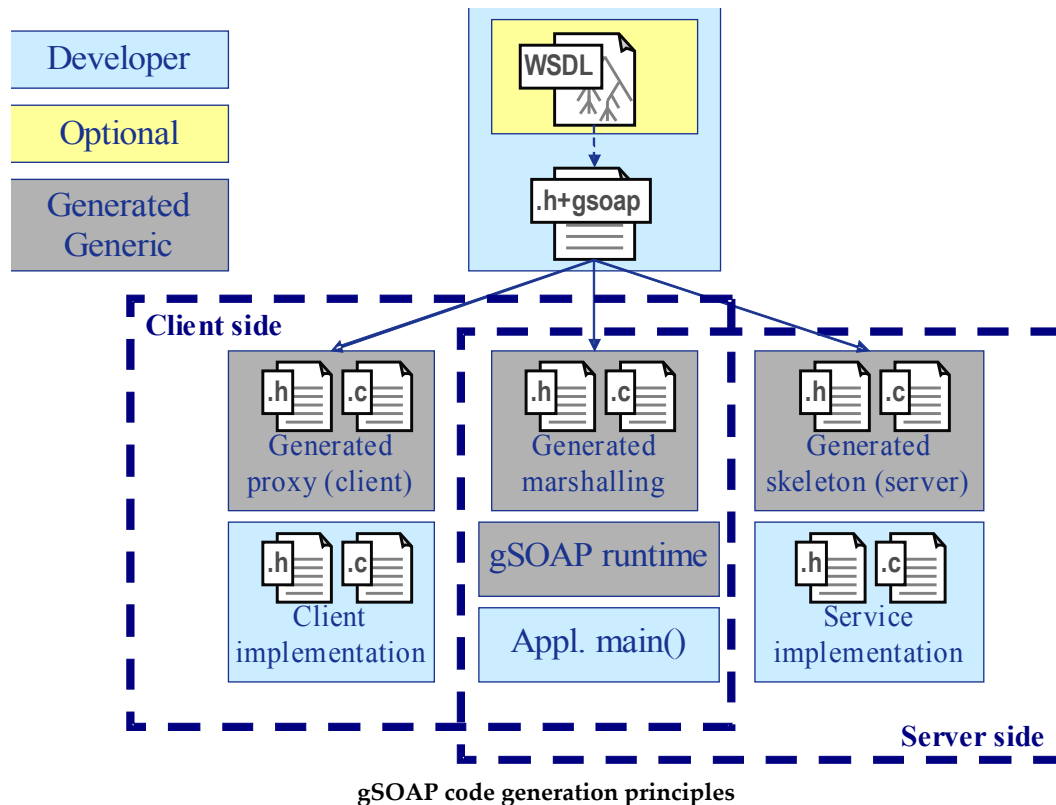 Developer
Optional
Generated
Generic
WSDL
.h+gsoap
Client side
.h
.c
Generated
proxy (client)
.h
.c
Generated
marshalling
.h
.c
Generated
skeleton (server)
.h
.c
Client
implementation
gSOAP runtime
Appl. main()
.h
.c
Service
implementation
Server side
gSOAP code generation principles